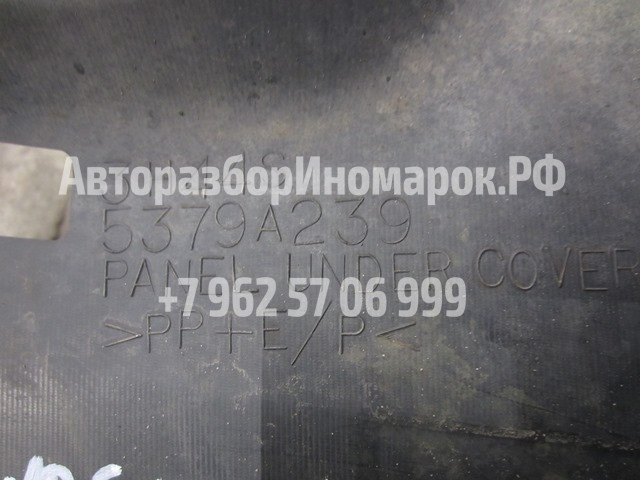 АвторазборИномарок.РФ
5379A239
PANEL UNDER COVER
+7962 57 06 999
>PP+E/P<